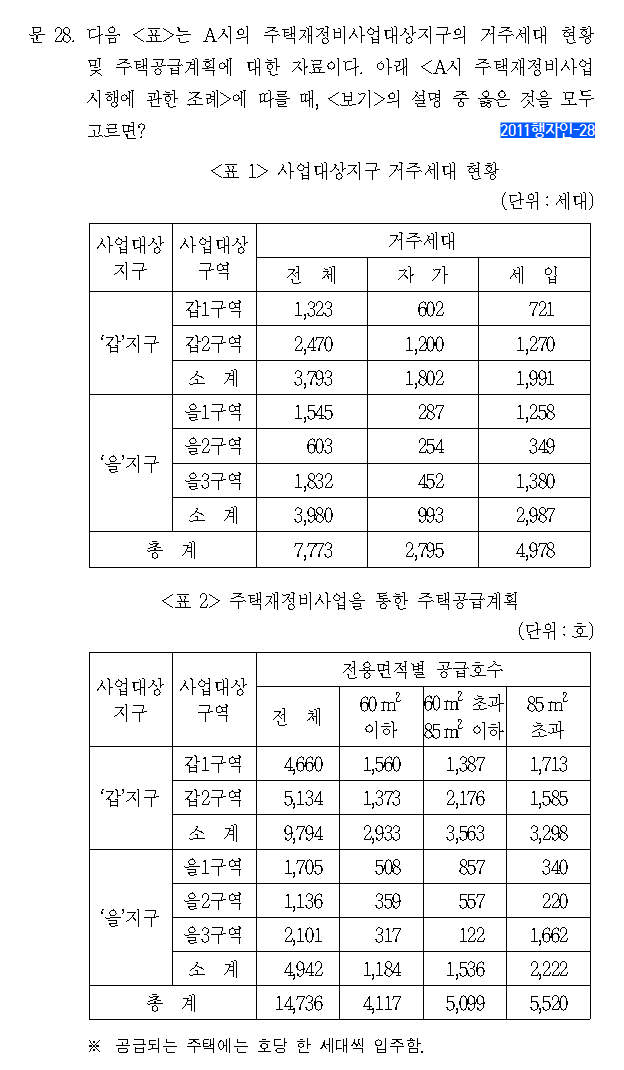 문 28. 다음 <표>는 A시의 주택재정비사업대상지구의 거주세대 현황
및 주택공급계획에 대한 자료이다. 아래 <A시 주택재정비사업
시행에 관한 조례>에 따를 때, <보기>의 설명 중 옳은 것을 모두
고르면? 2011행자인-28
<표 1> 사업대상지구 거주세대 현황
(단위 : 세대)
사업대상 사업대상 거주세대
지구 구역 전 체 자 가 세 입
갑1구역 1,323 602 721
‘갑’지구 갑2구역 2,470 1,200 1,270
소 계 3,793 1,802 1,991
을1구역 1,545 287 1,258
을2구역 603 254 349
‘을’지구
을3구역 1,832 452 1,380
소 계 3,980 993 2,987
총 계 7,773 2,795 4,978
<표 2> 주택재정비사업을 통한 주택공급계획
(단위 : 호)
전용면적별 공급호수
사업대상 사업대상
지구 구역 전 체 60㎡ 60㎡ 초과 85㎡
이하 85㎡ 이하 초과
갑1구역 4,660 1,560 1,387 1,713
‘갑’지구 갑2구역 5,134 1,373 2,176 1,585
소 계 9,794 2,933 3,563 3,298
을1구역 1,705 508 857 340
을2구역 1,136 359 557 220
‘을’지구
을3구역 2,101 317 122 1,662
소 계 4,942 1,184 1,536 2,222
총 계 14,736 4,117 5,099 5,520
※ 공급되는 주택에는 호당 한 세대씩 입주함.